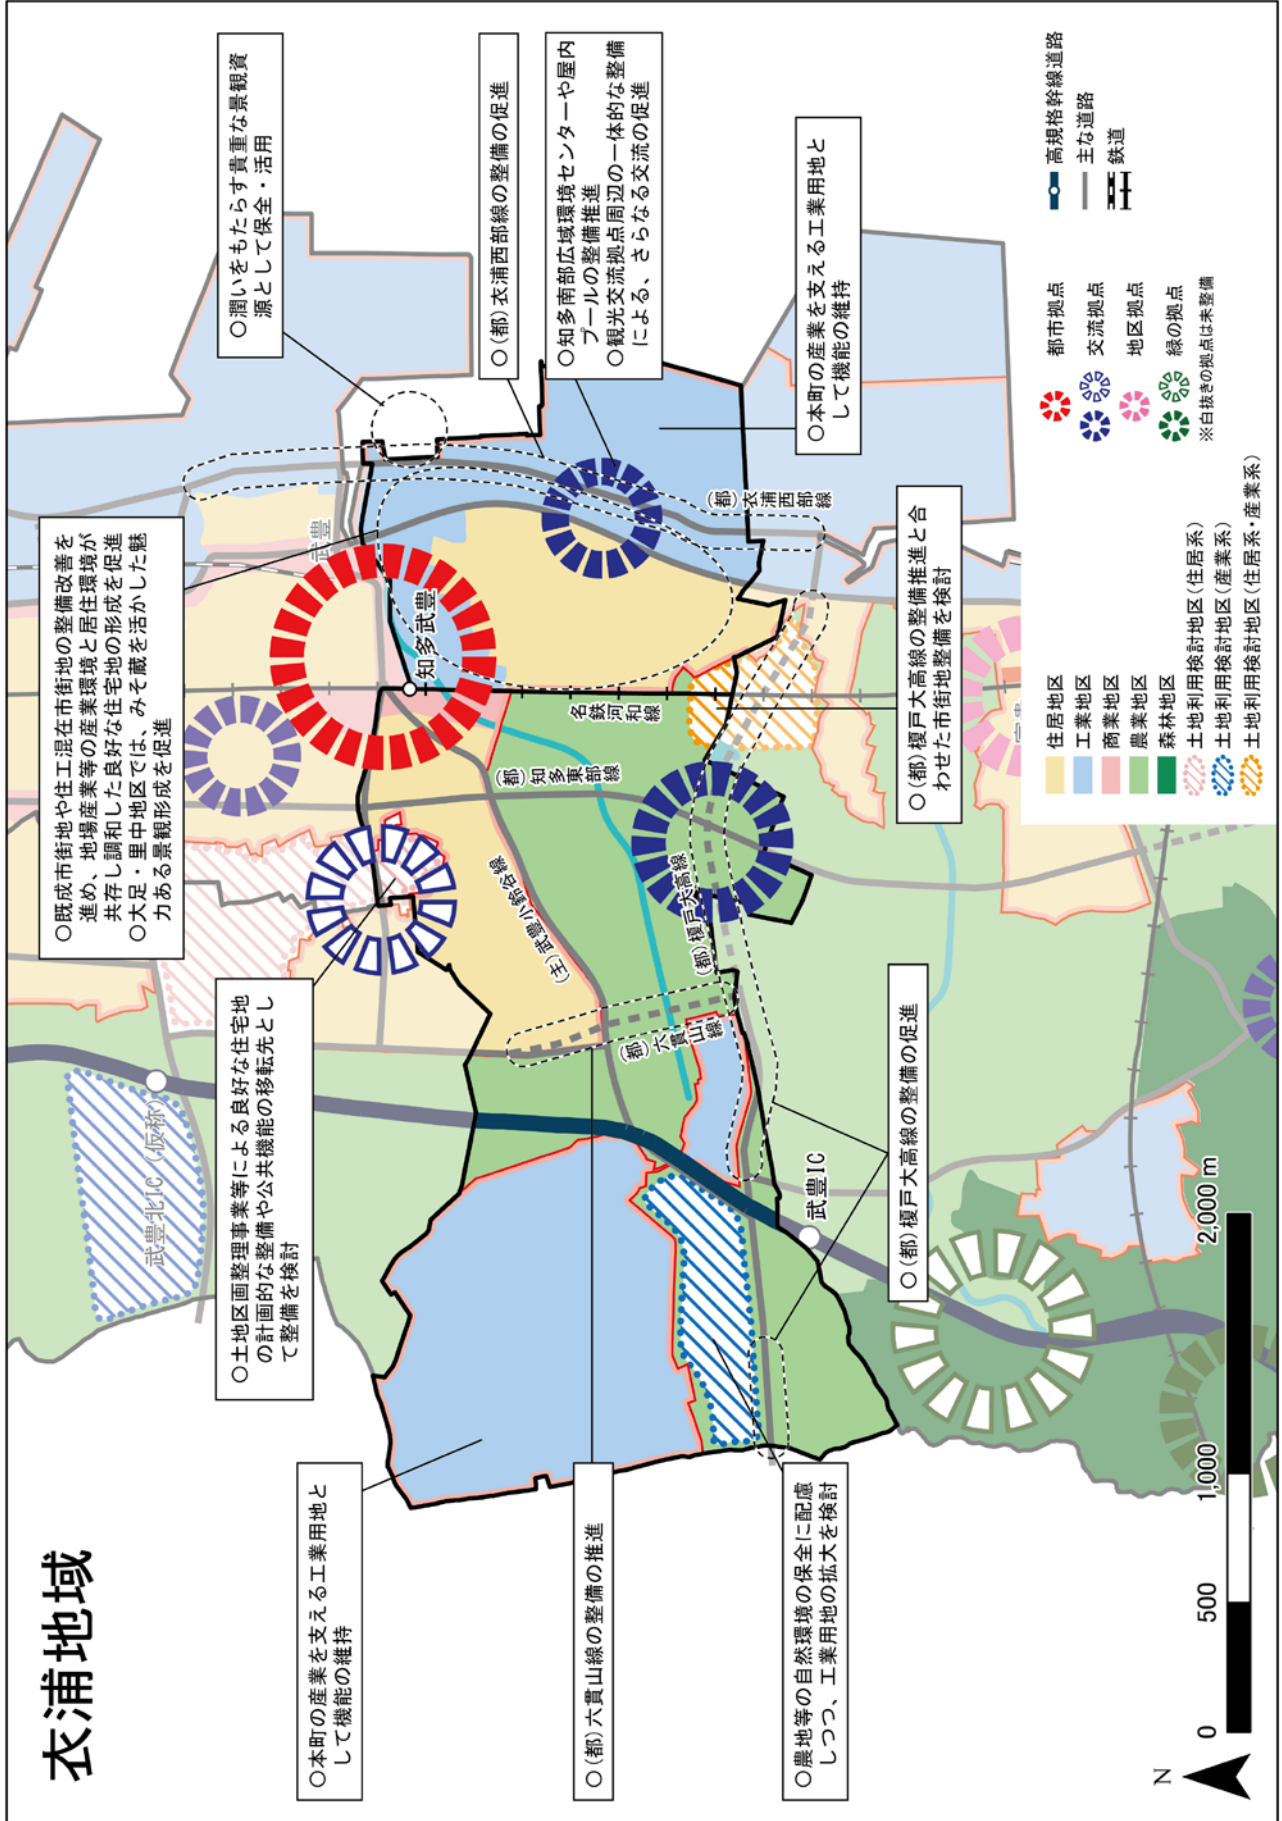 衣浦地域
○既成市街地や住工混在市街地の整備改善を
進め、地場産業等の産業環境と居住環境が
共存し調和した良好な住宅地の形成を促進
○大足・里中地区では、みそ蔵を活かした魅
力ある景観形成を促進
○潤いをもたらす貴重な景観資
源として保全・活用
○(都)衣浦西部線の整備の促進
○知多南部広域環境センターや屋内
プールの整備推進
○観光交流拠点周辺の一体的な整備
による、さらなる交流の促進
○本町の産業を支える工業用地と
して機能の維持
○土地区画整理事業等による良好な住宅地
の計画的な整備や公共機能の移転先とし
て整備を検討
○本町の産業を支える工業用地と
して機能の維持
○(都)六貫山線の整備の推進
○農地等の自然環境の保全に配慮
しつつ、工業用地の拡大を検討
○(都)榎戸大高線の整備の促進
○(都)榎戸大高線の整備推進と合
わせた市街地整備を検討
武豊北IC(仮称)
武豊
知多武豊
名鉄
河和線
(都)
知多東部線
(主)武豊小鈴谷線
(都)榎戸大高線
(都)
六貫山線
(都)
衣浦西部線
武豊IC
住居地区
工業地区
商業地区
農業地区
森林地区
土地利用検討地区(住居系)
土地利用検討地区(産業系)
土地利用検討地区(住居系・産業系)
都市拠点
交流拠点
地区拠点
緑の拠点
※白抜きの拠点は未整備
高規格幹線道路
主な道路
鉄道
N
0
500
1,000
2,000 m